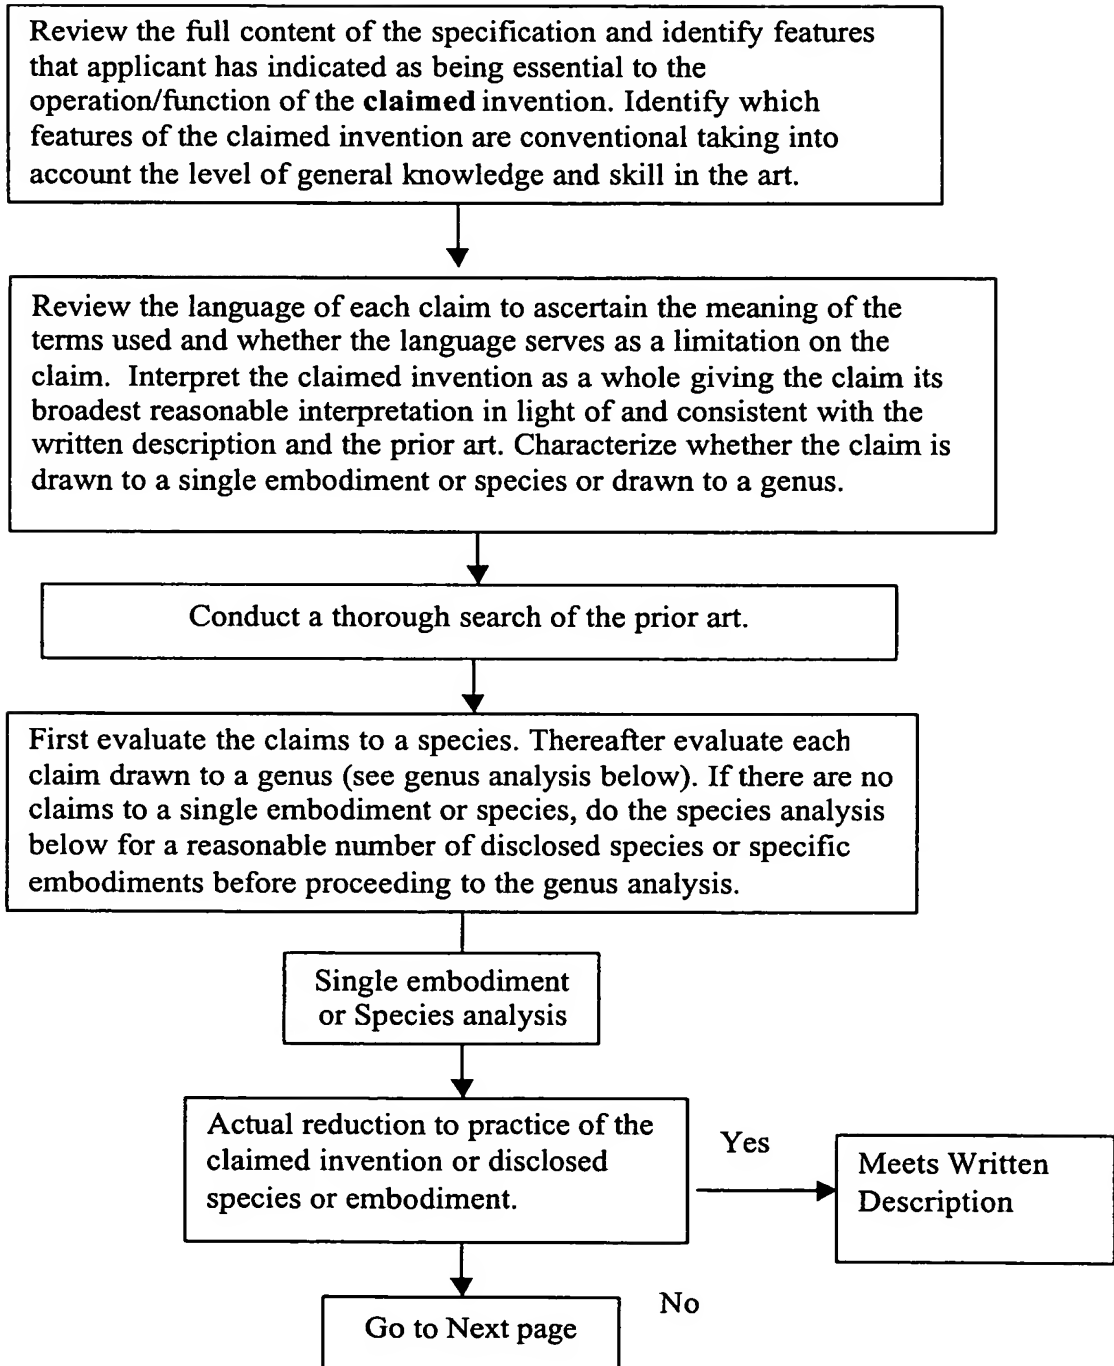 Review the full content of the specification and identify features
that applicant has indicated as being essential to the
operation/function of the claimed invention. Identify which
features of the claimed invention are conventional taking into
account the level of general knowledge and skill in the art.
Review the language of each claim to ascertain the meaning of the
terms used and whether the language serves as a limitation on the
claim. Interpret the claimed invention as a whole giving the claim its
broadest reasonable interpretation in light of and consistent with the
written description and the prior art. Characterize whether the claim is
drawn to a single embodiment or species or drawn to a genus.
Conduct a thorough search of the prior art.
First evaluate the claims to a species. Thereafter evaluate each
claim drawn to a genus (see genus analysis below). If there are no
claims to a single embodiment or species, do the species analysis
below for a reasonable number of disclosed species or specific
embodiments before proceeding to the genus analysis.
Single embodiment
or Species analysis
Actual reduction to practice of the
claimed invention or disclosed
species or embodiment.
Yes
Meets Written
Description
No
Go to Next page